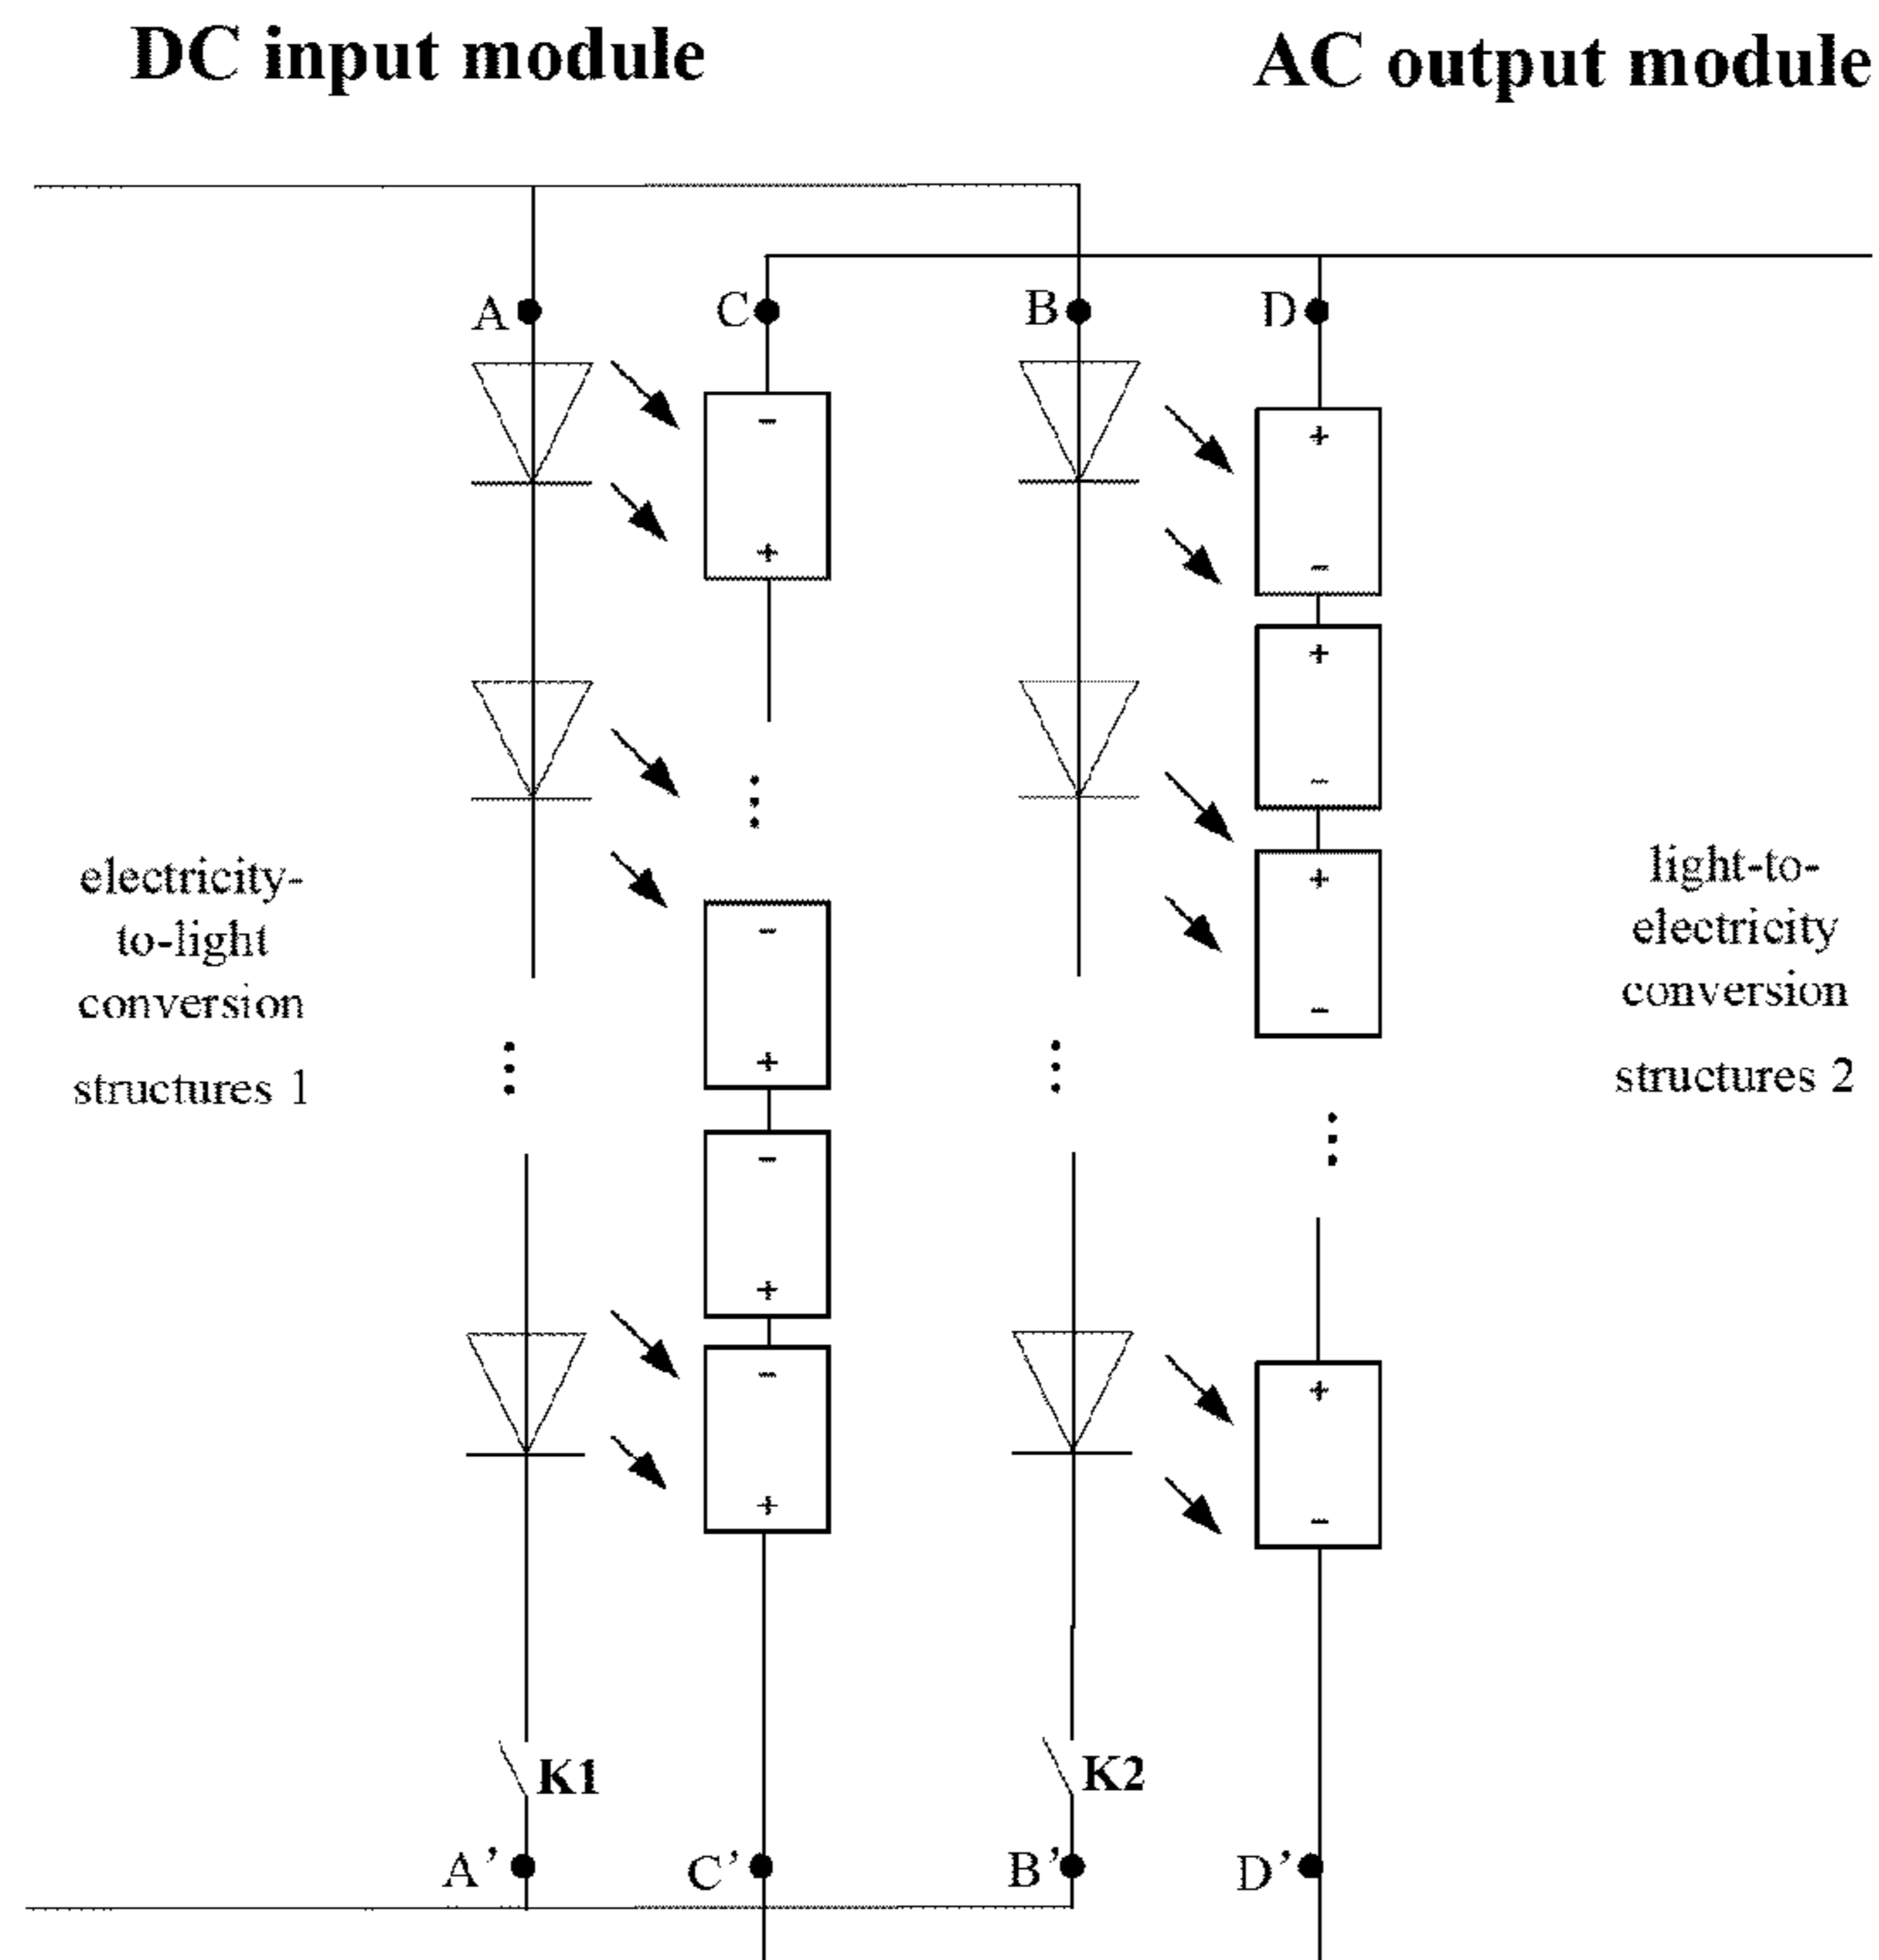 DC input module
AC output module
A
C
B
D
−
+
−
+
+
−
+
−
−
+
+
−
−
+
−
+
+
−
electricity-
to-light
conversion
structures 1
light-to-
electricity
conversion
structures 2
K1
K2
A’
C’
B’
D’